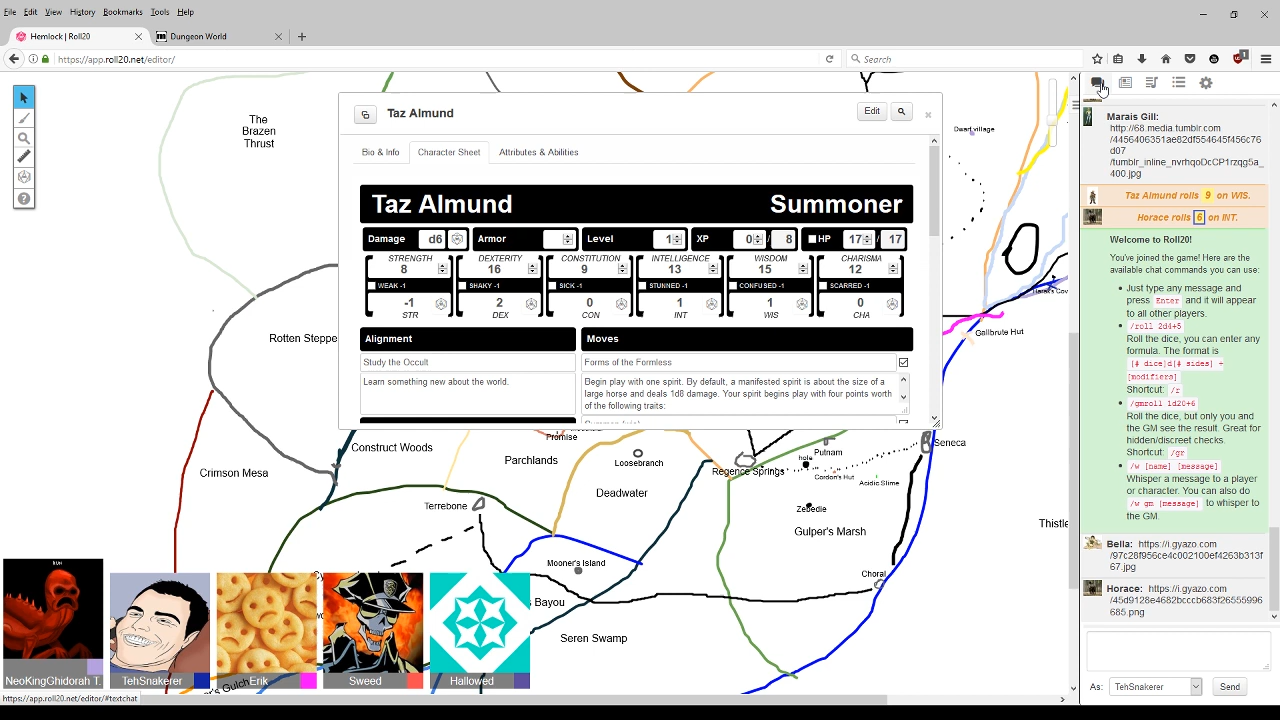 File Edit View History Bookmarks Tools Help
Hemlock | Roll20
Dungeon World
https://app.roll20.net/editor/
Search
1
Taz Almund
Edit
Bio & Info
Character Sheet
Attributes & Abilities
Taz Almund
Summoner
Damage d6
Armor
Level 1
XP 0 / 8
HP 17 / 17
STRENGTH
8
WEAK -1
-1
STR
DEXTERITY
16
SHAKY -1
2
DEX
CONSTITUTION
9
SICK -1
0
CON
INTELLIGENCE
13
STUNNED -1
1
INT
WISDOM
15
CONFUSED -1
1
WIS
CHARISMA
12
SCARRED -1
0
CHA
Alignment
Study the Occult
Learn something new about the world.
Moves
Forms of the Formless
Begin play with one spirit. By default, a manifested spirit is about the size of a
large horse and deals 1d8 damage. Your spirit begins play with four points worth
of the following traits:
The
Brazen
Thrust
Rotten Steppe
Crimson Mesa
Construct Woods
Terrebone
Parchlands
Promise
Loosebranch
Deadwater
Mooner's Island
Bayou
Seren Swamp
Regence Springs
hole
Putnam
Cordon's Hut
Acidic Slime
Zebedie
Gulper's Marsh
Choral
Seneca
Thistle
Dwarf village
Gallbrute Hut
NeoKingGhidorah T.
TehSnakerer
Erik
Sweed
Hallowed
RUN
https://app.roll20.net/editor/#textchat
Marais Gill:
http://68.media.tumblr.com
/4456406351ae82df554645f456c76
d07
/tumblr_inline_nvrhqoDcCP1rzqg5a_
400.jpg
Taz Almund rolls 9 on WIS.
Horace rolls 6 on INT.
Welcome to Roll20!
You've joined the game! Here are the
available chat commands you can use:
Just type any message and
press Enter and it will appear
to all other players.
/roll 2d4+5
Roll the dice, you can enter any
formula. The format is
[# dice]d[# sides] +
[modifiers]
Shortcut: /r
/gmroll 1d20+6
Roll the dice, but only you and
the GM see the result. Great for
hidden/discreet checks.
Shortcut: /gr
/w [name] [message]
Whisper a message to a player
or character. You can also do
/w gm [message] to whisper to
the GM.
Bella: https://i.gyazo.com
/97c28f956ce4c002100ef4263b313f
67.jpg
Horace: https://i.gyazo.com
/45d9128e4682bcccb683f26555996
685.png
As: TehSnakerer
Send